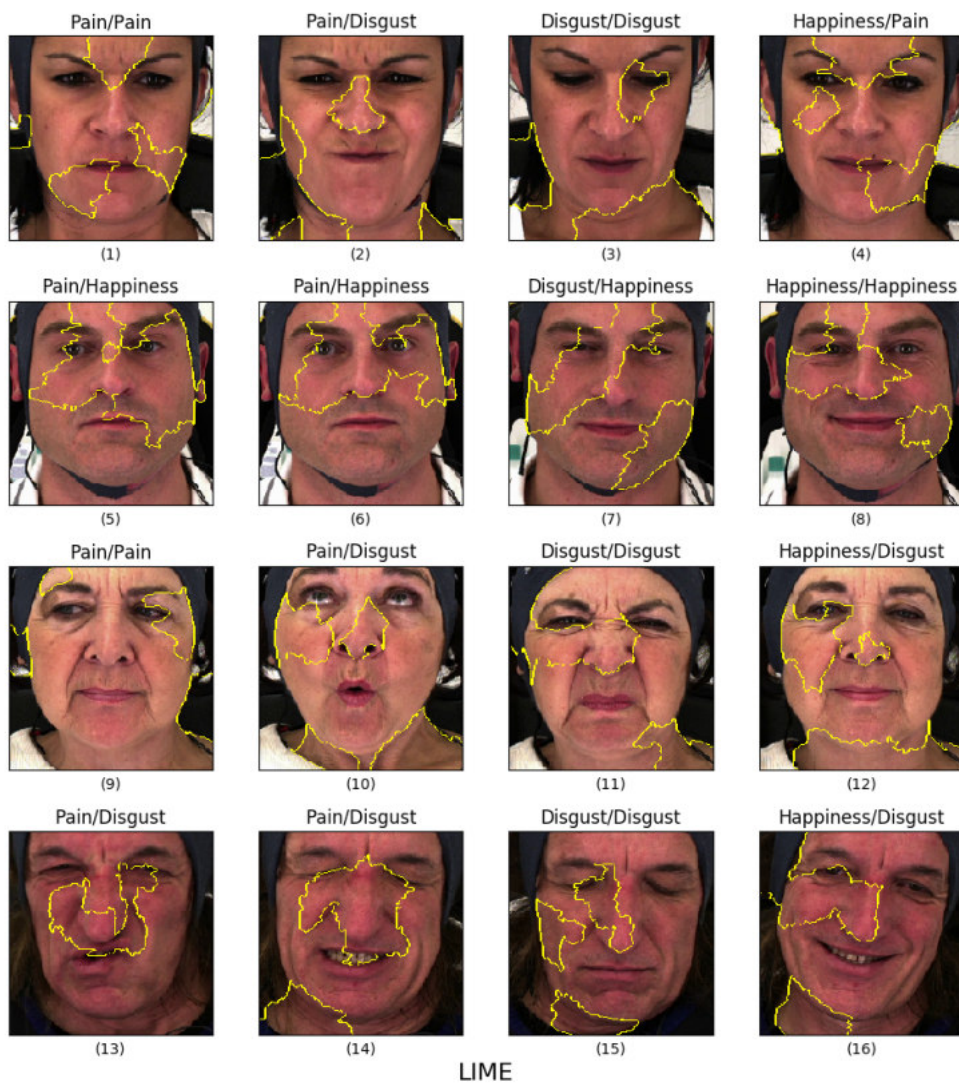 Pain/Pain Pain/Disgust Disgust/Disgust Happiness/Pain
(1) (2) (3) (4)
Pain/Happiness Pain/Happiness Disgust/Happiness Happiness/Happiness
(5) (6) (7) (8)
Pain/Pain Pain/Disgust Disgust/Disgust Happiness/Disgust
(9) (10) (11) (12)
Pain/Disgust Pain/Disgust Disgust/Disgust Happiness/Disgust
(13) (14) (15) (16)
LIME